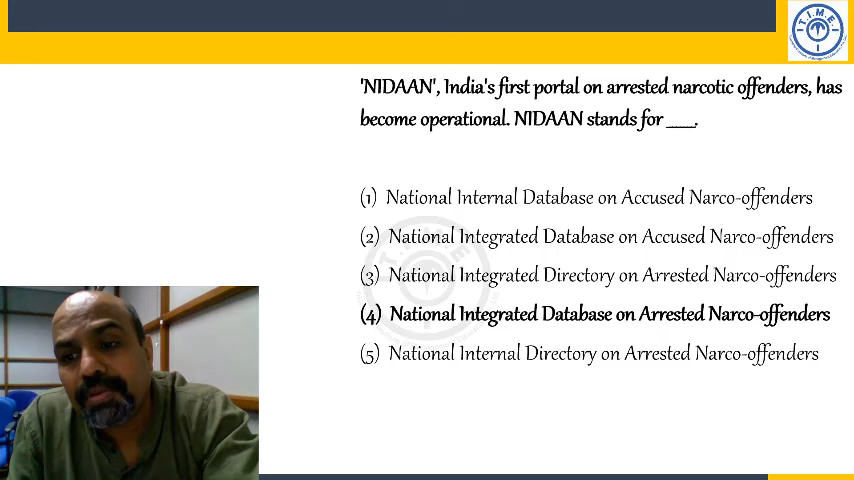 T.I.M.E.
'NIDAAN', India's first portal on arrested narcotic offenders, has
become operational. NIDAAN stands for ____.
(1) National Internal Database on Accused Narco-offenders
(2) National Integrated Database on Accused Narco-offenders
(3) National Integrated Directory on Arrested Narco-offenders
(4) National Integrated Database on Arrested Narco-offenders
(5) National Internal Directory on Arrested Narco-offenders